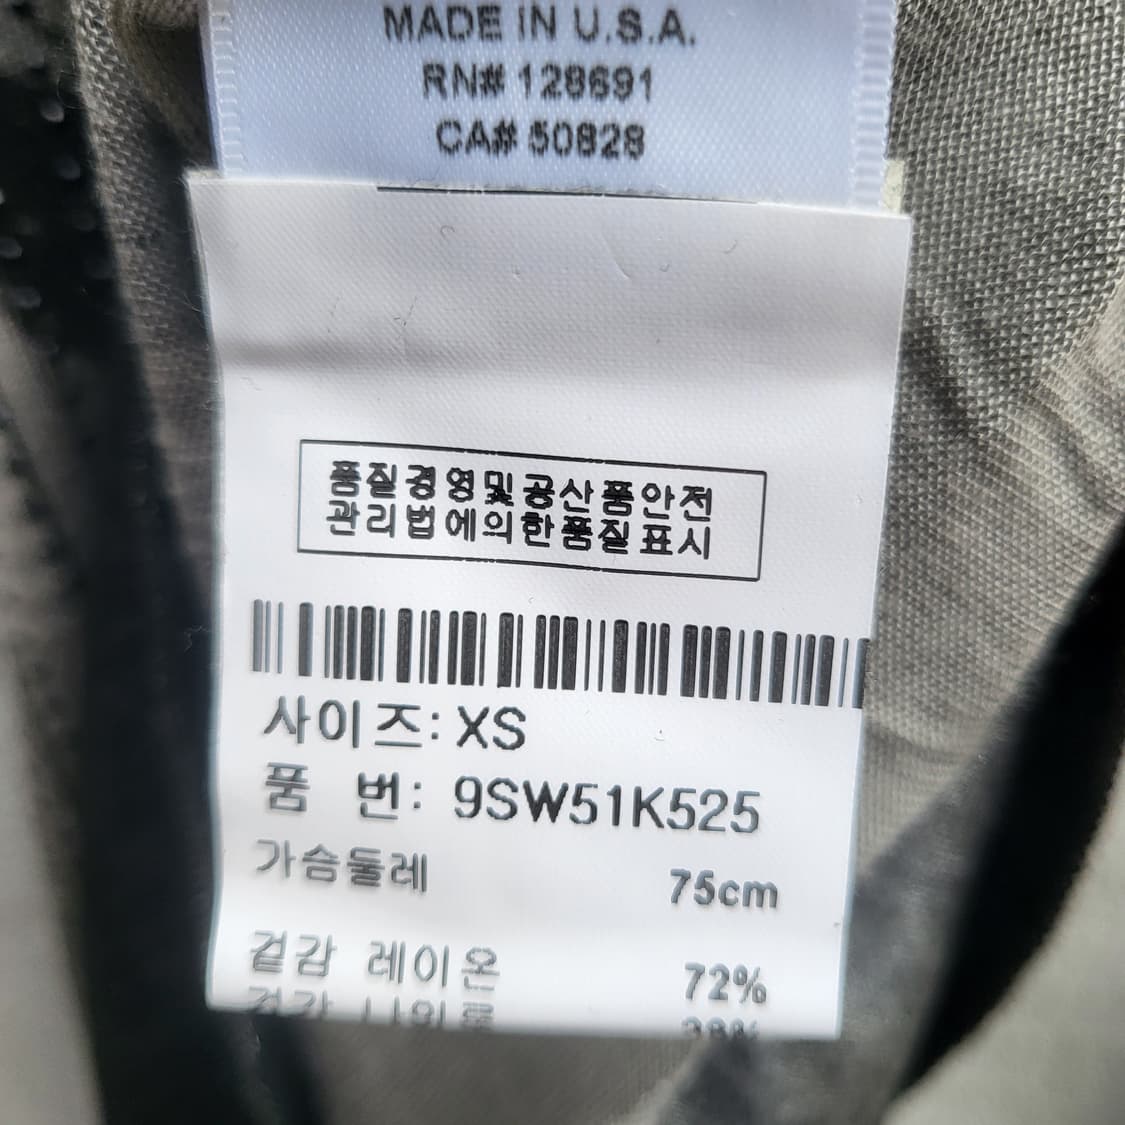 MADE IN U.S.A.
RN# 128691
CA# 50828
품질경영및공산품안전
관리법에의한품질표시
사이즈: XS
품 번: 9SW51K525
가슴둘레 75cm
겉감 레이온 72%
겉감